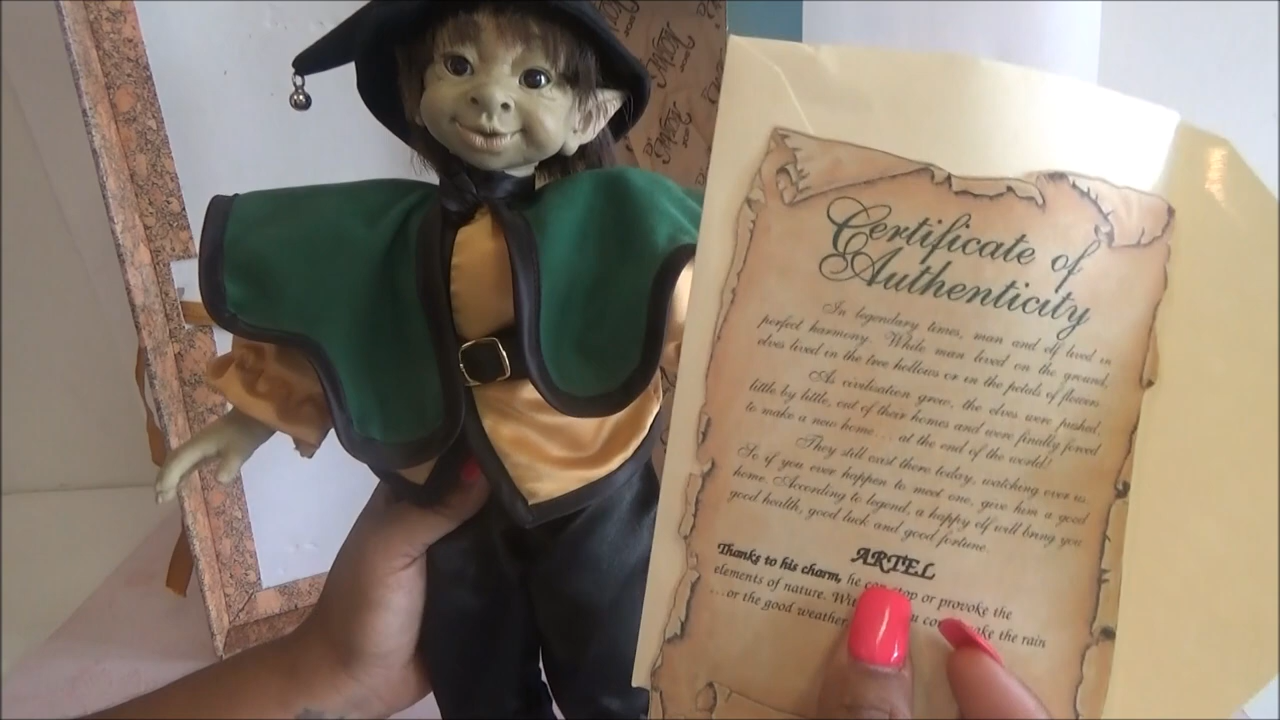 Certificate of
Authenticity
In legendary times, man and elf lived in
perfect harmony. While man lived on the ground,
elves lived in the tree hollows or in the petals of flowers.
As civilisation grew, the elves were pushed,
little by little, out of their homes and were finally forced
to make a new home... at the end of the world!
They still exist there today, watching over us.
So if you ever happen to meet one, give him a good
home. According to legend, a happy elf will bring you
good health, good luck and good fortune.
ARTEL
Thanks to his charm, he can stop or provoke the
elements of nature.
...or the good weather make the rain